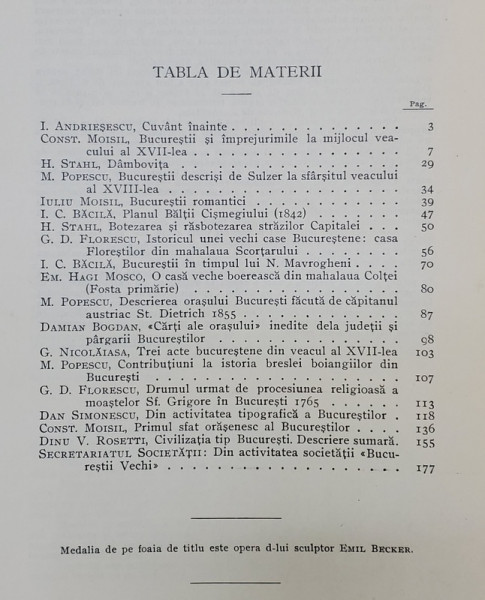 TABLA DE MATERII
Pag.
I. ANDRIEŞESCU, Cuvânt înainte . . . . . . . . . . . . . . 3
CONST. MOISIL, Bucureştii şi împrejurimile la mijlocul vea-
cului al XVII-lea . . . . . . . . . . . . . . . . . 7
H. STAHL, Dâmboviţa . . . . . . . . . . . . . . . . . 29
M. POPESCU, Bucureştii descrişi de Sulzer la sfârşitul veacului
al XVIII-lea . . . . . . . . . . . . . . . . . . . 34
IULIU MOISIL, Bucureştii romantici . . . . . . . . . . . . 39
I. C. BĂCILĂ, Planul Bălţii Cişmegiului (1842) . . . . . . . 47
H. STAHL, Botezarea şi răsbotezarea străzilor Capitalei . . . 50
G. D. FLORESCU, Istoricul unei vechi case Bucureştene: casa
Floreştilor din mahalaua Scorţarului . . . . . . . . . 56
I. C. BĂCILĂ, Bucureştii în timpul lui N. Mavrogheni . . . . 70
EM. HAGI MOSCO, O casă veche boerească din mahalaua Colţei
(Fosta primărie) . . . . . . . . . . . . . . . . . 80
M. POPESCU, Descrierea oraşului Bucureşti făcută de căpitanul
austriac St. Dietrich 1855 . . . . . . . . . . . . . 87
DAMIAN BOGDAN, «Cărţi ale oraşului» inedite dela judeţii şi
pârgarii Bucureştilor . . . . . . . . . . . . . . . 98
G. NICOLĂIASA, Trei acte bucureştene din veacul al XVII-lea 103
M. POPESCU, Contribuţiuni la istoria breslei boiangiilor din
Bucureşti . . . . . . . . . . . . . . . . . . . . 107
G. D. FLORESCU, Drumul urmat de procesiunea religioasă a
moaştelor Sf. Grigore în Bucureşti 1765 . . . . . . 113
DAN SIMONESCU, Din activitatea tipografică a Bucureştilor . 118
CONST. MOISIL, Primul sfat orăşenesc al Bucureştilor . . . . 136
DINU V. ROSETTI, Civilizaţia tip Bucureşti. Descriere sumară. 155
SECRETARIATUL SOCIETĂŢII: Din activitatea societăţii «Bucu-
reştii Vechi» . . . . . . . . . . . . . . . . . . . 177
Medalia de pe foaia de titlu este opera d-lui sculptor EMIL BECKER.